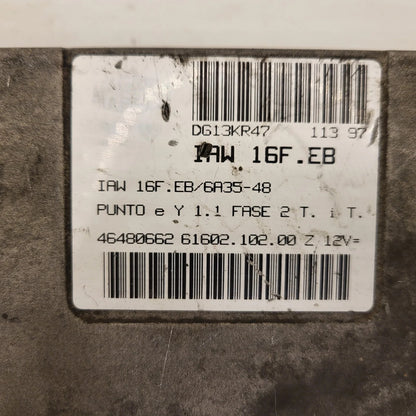 DG13KR47 113 97
IAW 16F.EB
IAW 16F.EB/6A35-48
PUNTO e Y 1.1 FASE 2 T. i T.
46480662 61602.102.00 Z 12V=